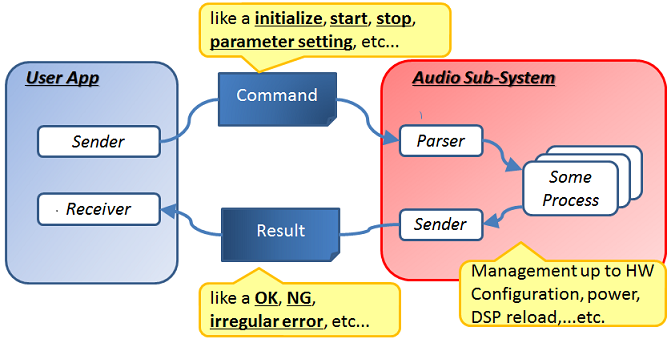 like a initialize, start, stop,
parameter setting, etc...
User App
Command
Audio Sub-System
Sender
Parser
Some
Process
Receiver
Result
Sender
like a OK, NG,
irregular error, etc...
Management up to HW
Configuration, power,
DSP reload,...etc.